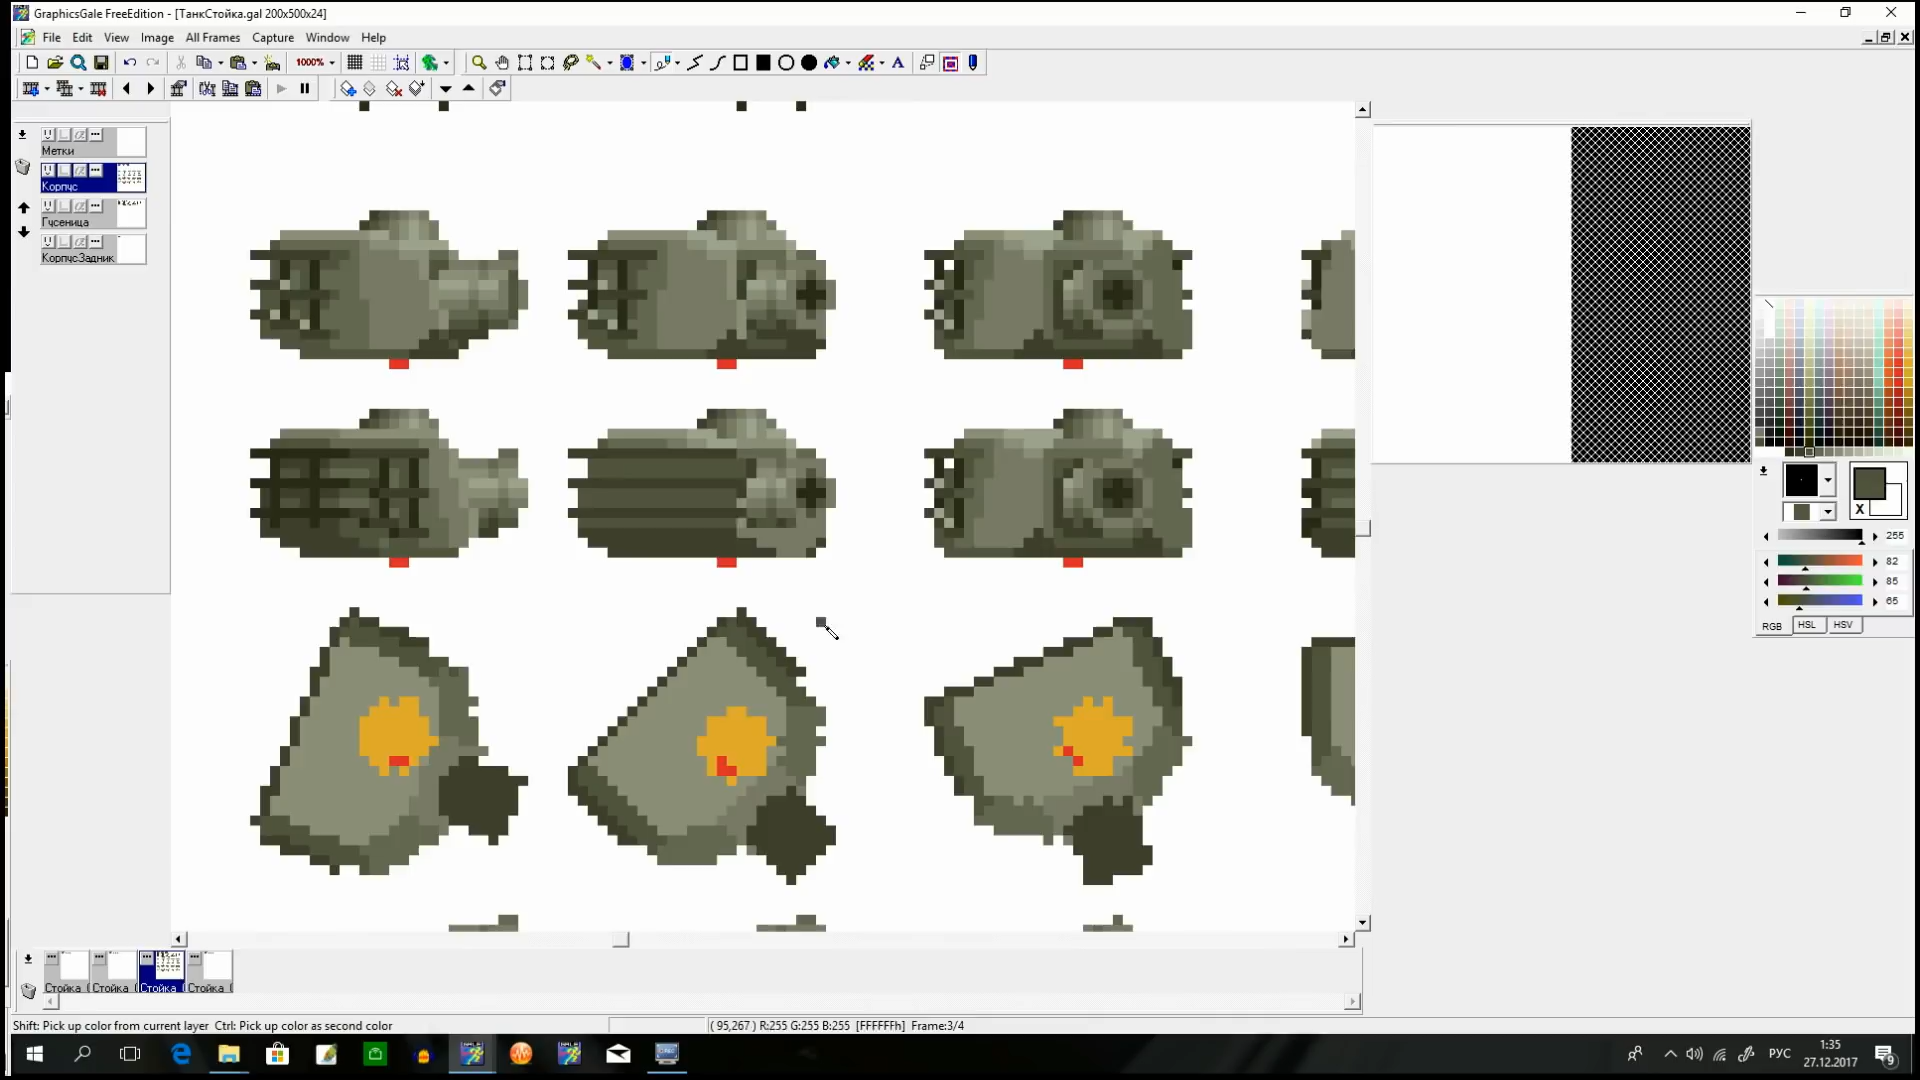 GraphicsGale FreeEdition - [ТанкСтойка.gal 200x500x24]
File Edit View Image All Frames Capture Window Help
1000%
A
Метки
Корпус
Гусеница
КорпусЗадник
X
255
82
85
65
RGB HSL HSV
Стойка ( Стойка ( Стойка ( Стойка (
Shift: Pick up color from current layer Ctrl: Pick up color as second color
( 95,267 ) R:255 G:255 B:255 [FFFFFFh] Frame:3/4
РУС
1:35
27.12.2017
9